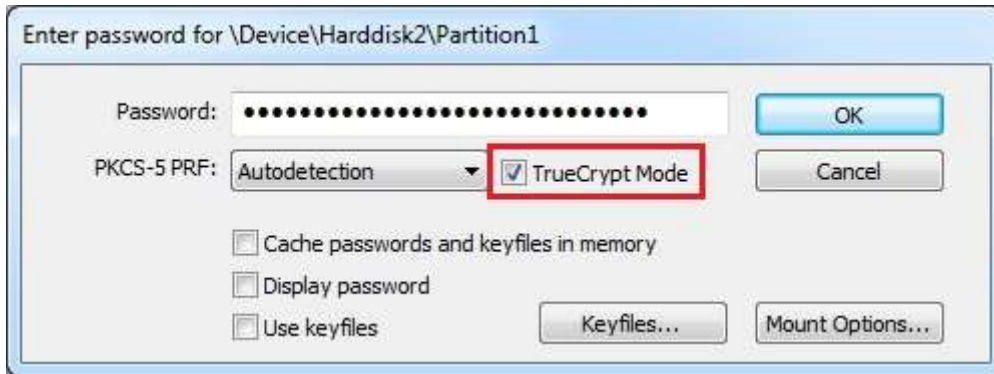 Enter password for \Device\Harddisk2\Partition1
Password: ●●●●●●●●●●●●●●●●●●●●●●●●●●●●●● OK
PKCS-5 PRF: Autodetection TrueCrypt Mode Cancel
Cache passwords and keyfiles in memory
Display password
Use keyfiles Keyfiles... Mount Options...